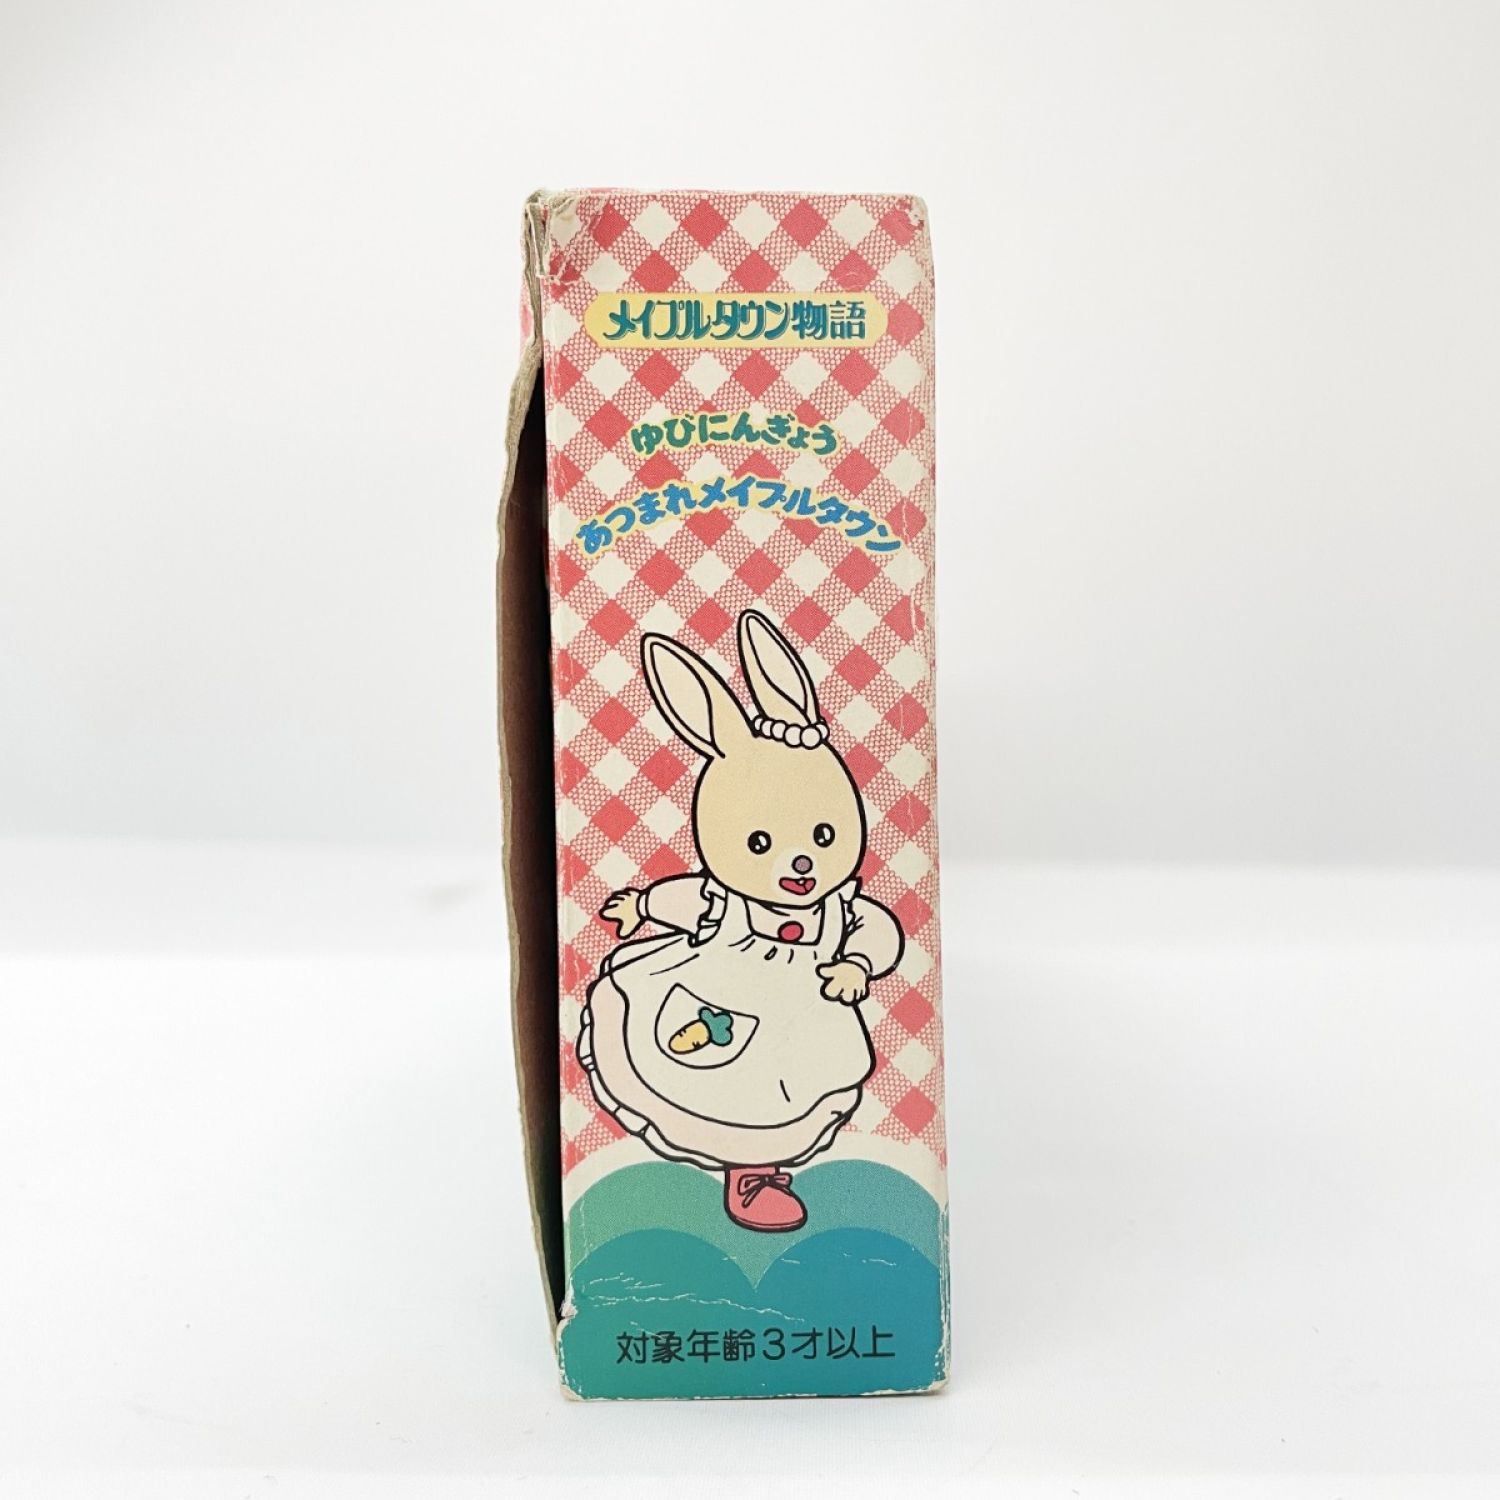 メイプルタウン物語
ゆびにんぎょう
あつまれメイプルタウン
対象年齢3才以上